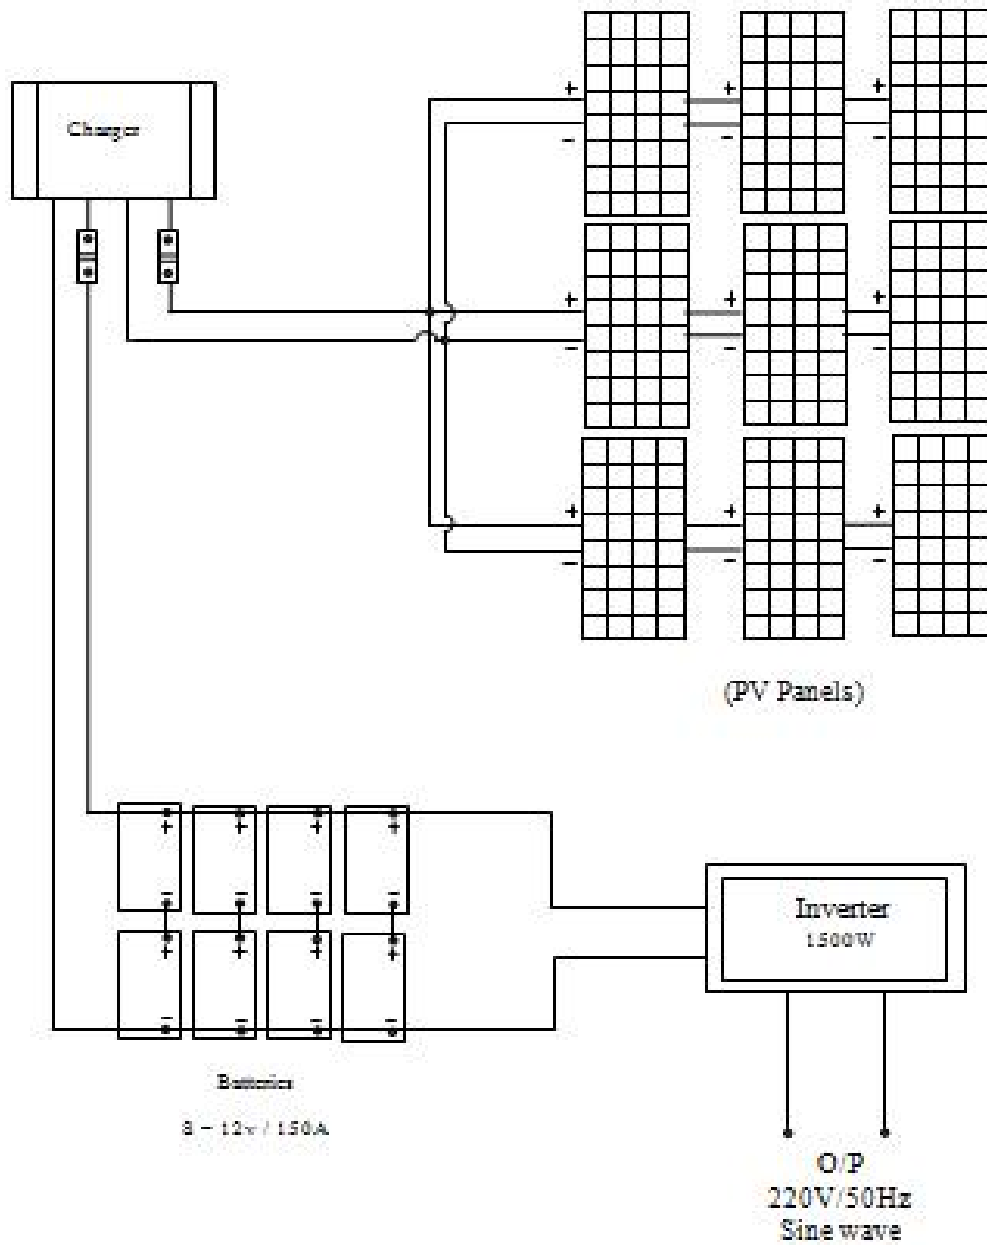 Charger
+ + +
− − −
+ + +
− − −
+ + +
− − −
(PV Panels)
+ + + +
− − − −
+ + + +
− − − −
Inverter
1500W
Batteries
8 - 12v / 150A
O/P
220V/50Hz
Sine wave